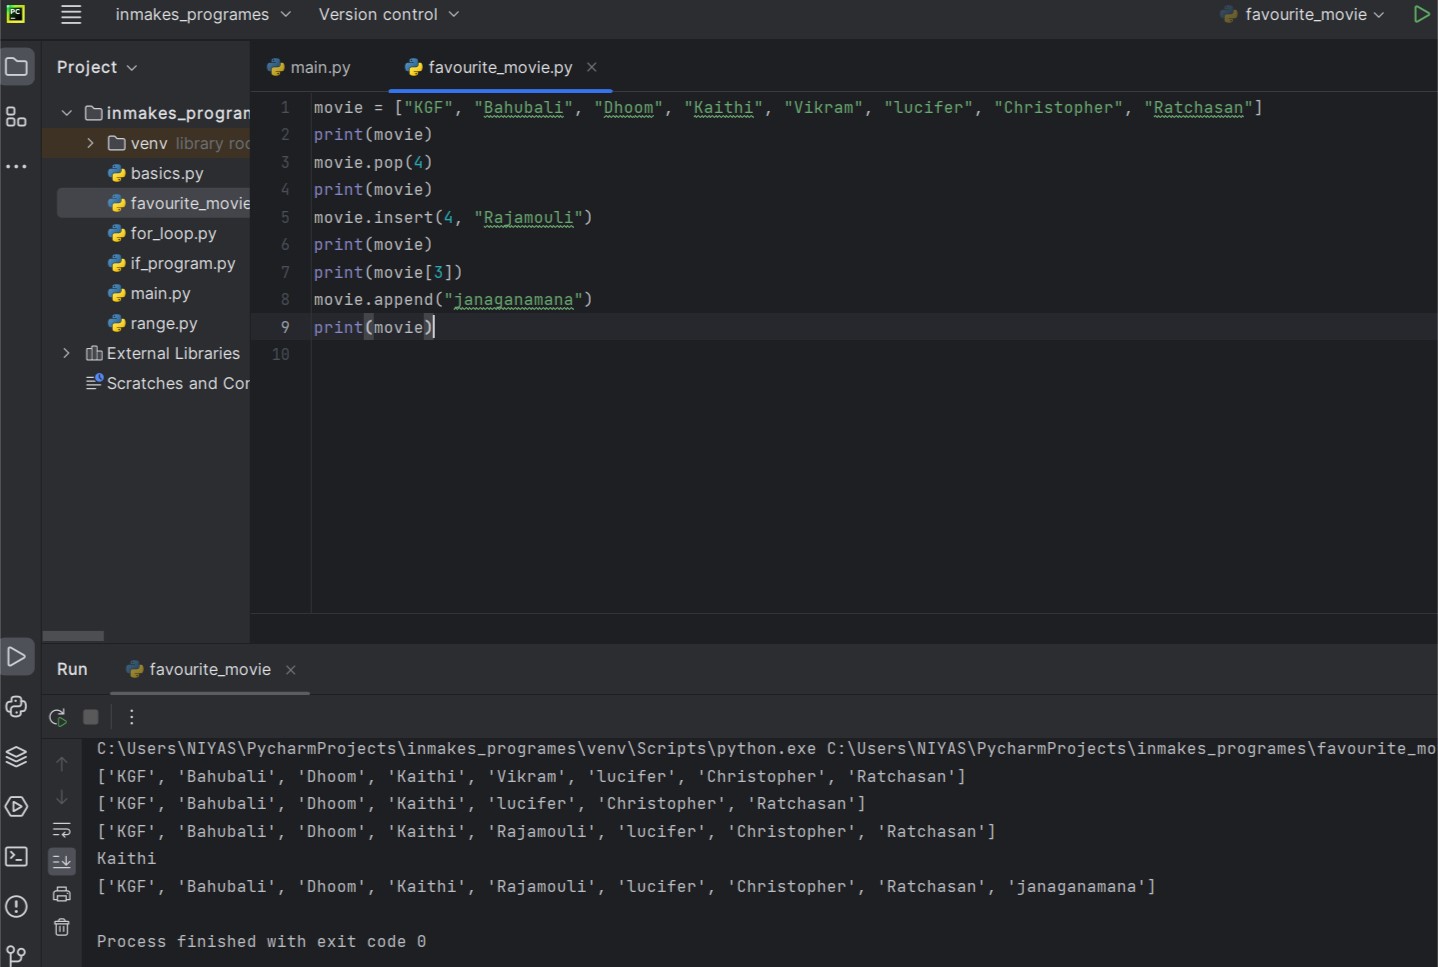 PC
inmakes_programes
Version control
favourite_movie
Project
main.py
favourite_movie.py
inmakes_program
venv library roo
basics.py
favourite_movie
for_loop.py
if_program.py
main.py
range.py
External Libraries
Scratches and Con
1 movie = ["KGF", "Bahubali", "Dhoom", "Kaithi", "Vikram", "lucifer", "Christopher", "Ratchasan"]
2 print(movie)
3 movie.pop(4)
4 print(movie)
5 movie.insert(4, "Rajamouli")
6 print(movie)
7 print(movie[3])
8 movie.append("janaganamana")
9 print(movie)
10
Run
favourite_movie
C:\Users\NIYAS\PycharmProjects\inmakes_programes\venv\Scripts\python.exe C:\Users\NIYAS\PycharmProjects\inmakes_programes\favourite_mo
['KGF', 'Bahubali', 'Dhoom', 'Kaithi', 'Vikram', 'lucifer', 'Christopher', 'Ratchasan']
['KGF', 'Bahubali', 'Dhoom', 'Kaithi', 'lucifer', 'Christopher', 'Ratchasan']
['KGF', 'Bahubali', 'Dhoom', 'Kaithi', 'Rajamouli', 'lucifer', 'Christopher', 'Ratchasan']
Kaithi
['KGF', 'Bahubali', 'Dhoom', 'Kaithi', 'Rajamouli', 'lucifer', 'Christopher', 'Ratchasan', 'janaganamana']
Process finished with exit code 0